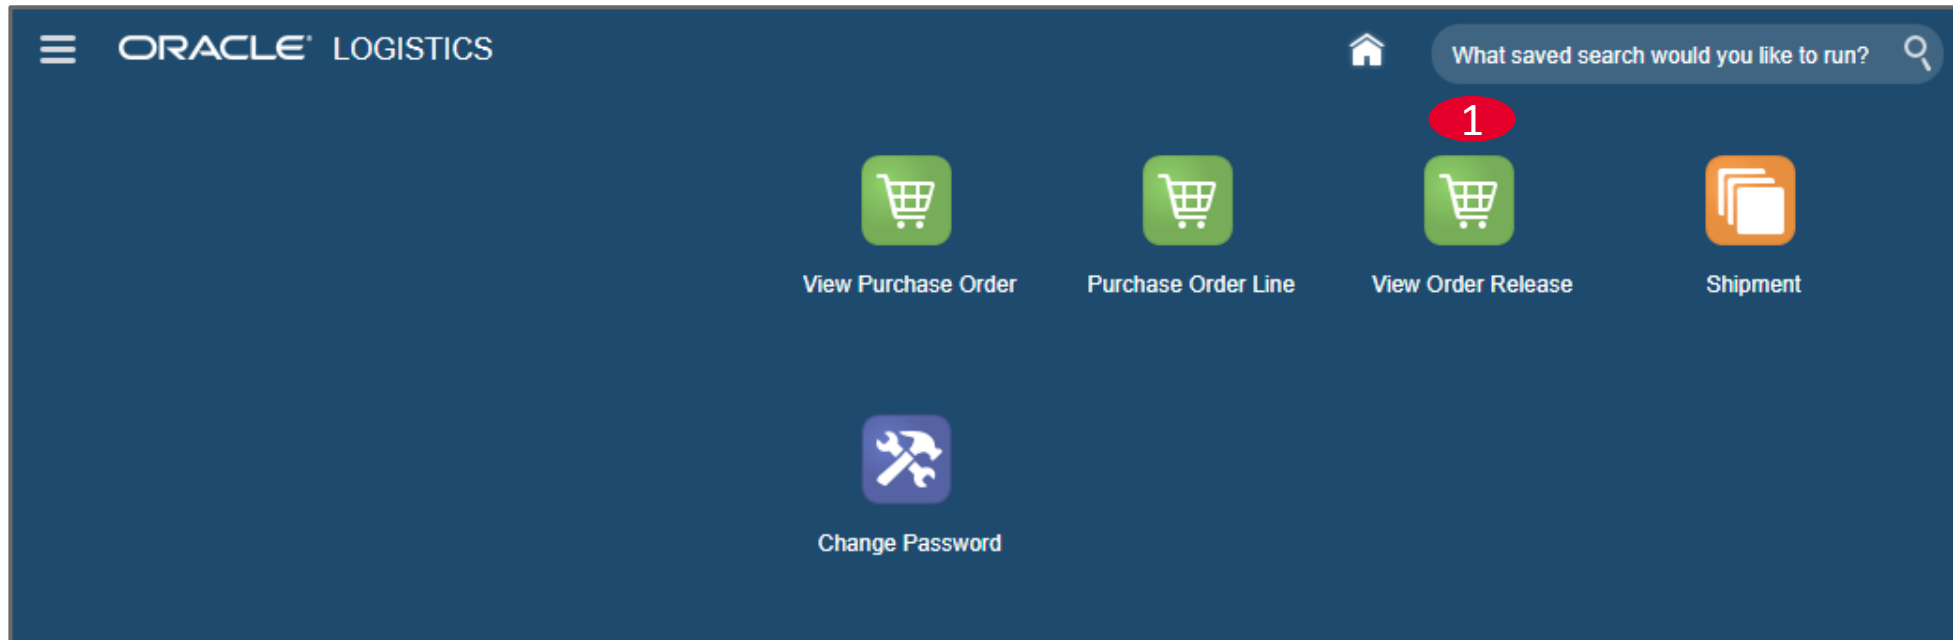 ORACLE® LOGISTICS
What saved search would you like to run?
1
View Purchase Order
Purchase Order Line
View Order Release
Shipment
Change Password